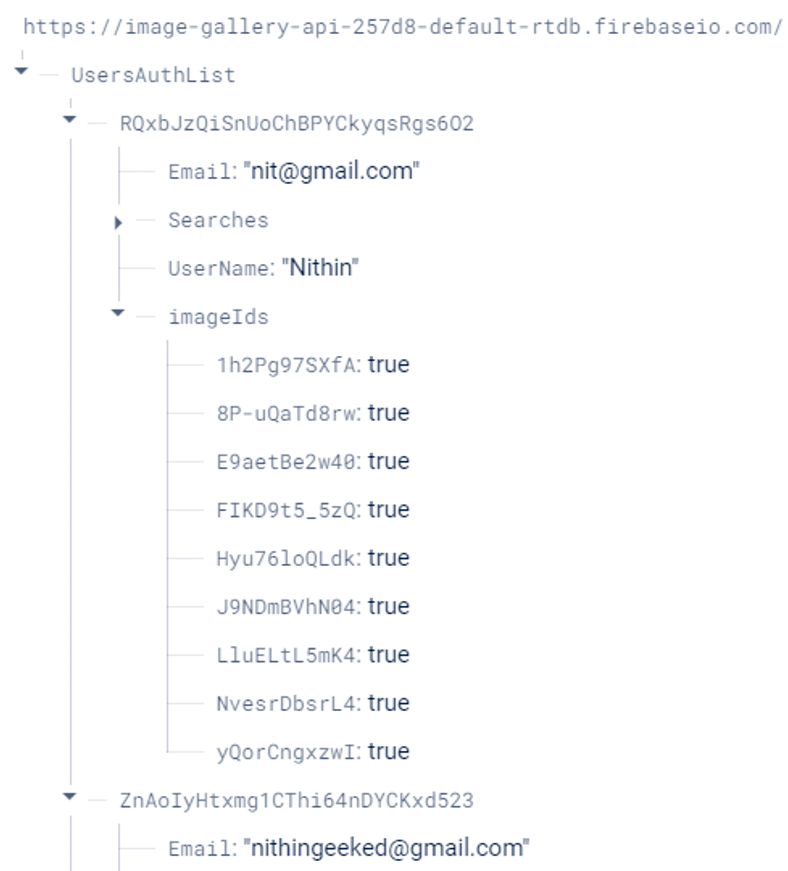 https://image-gallery-api-257d8-default-rtdb.firebaseio.com/
UsersAuthList
RQxbJzQiSnUoChBPYCkyqsRgs6O2
Email: "nit@gmail.com"
Searches
UserName: "Nithin"
imageIds
1h2Pg97SXfA: true
8P-uQaTd8rw: true
E9aetBe2w40: true
FIKD9t5_5zQ: true
Hyu76loQLdk: true
J9NDmBVhN04: true
LluELtL5mK4: true
NvesrDbsrL4: true
yQorCngxzwI: true
ZnAoIyHtxmg1CThi64nDYCKxd523
Email: "nithingeeked@gmail.com"